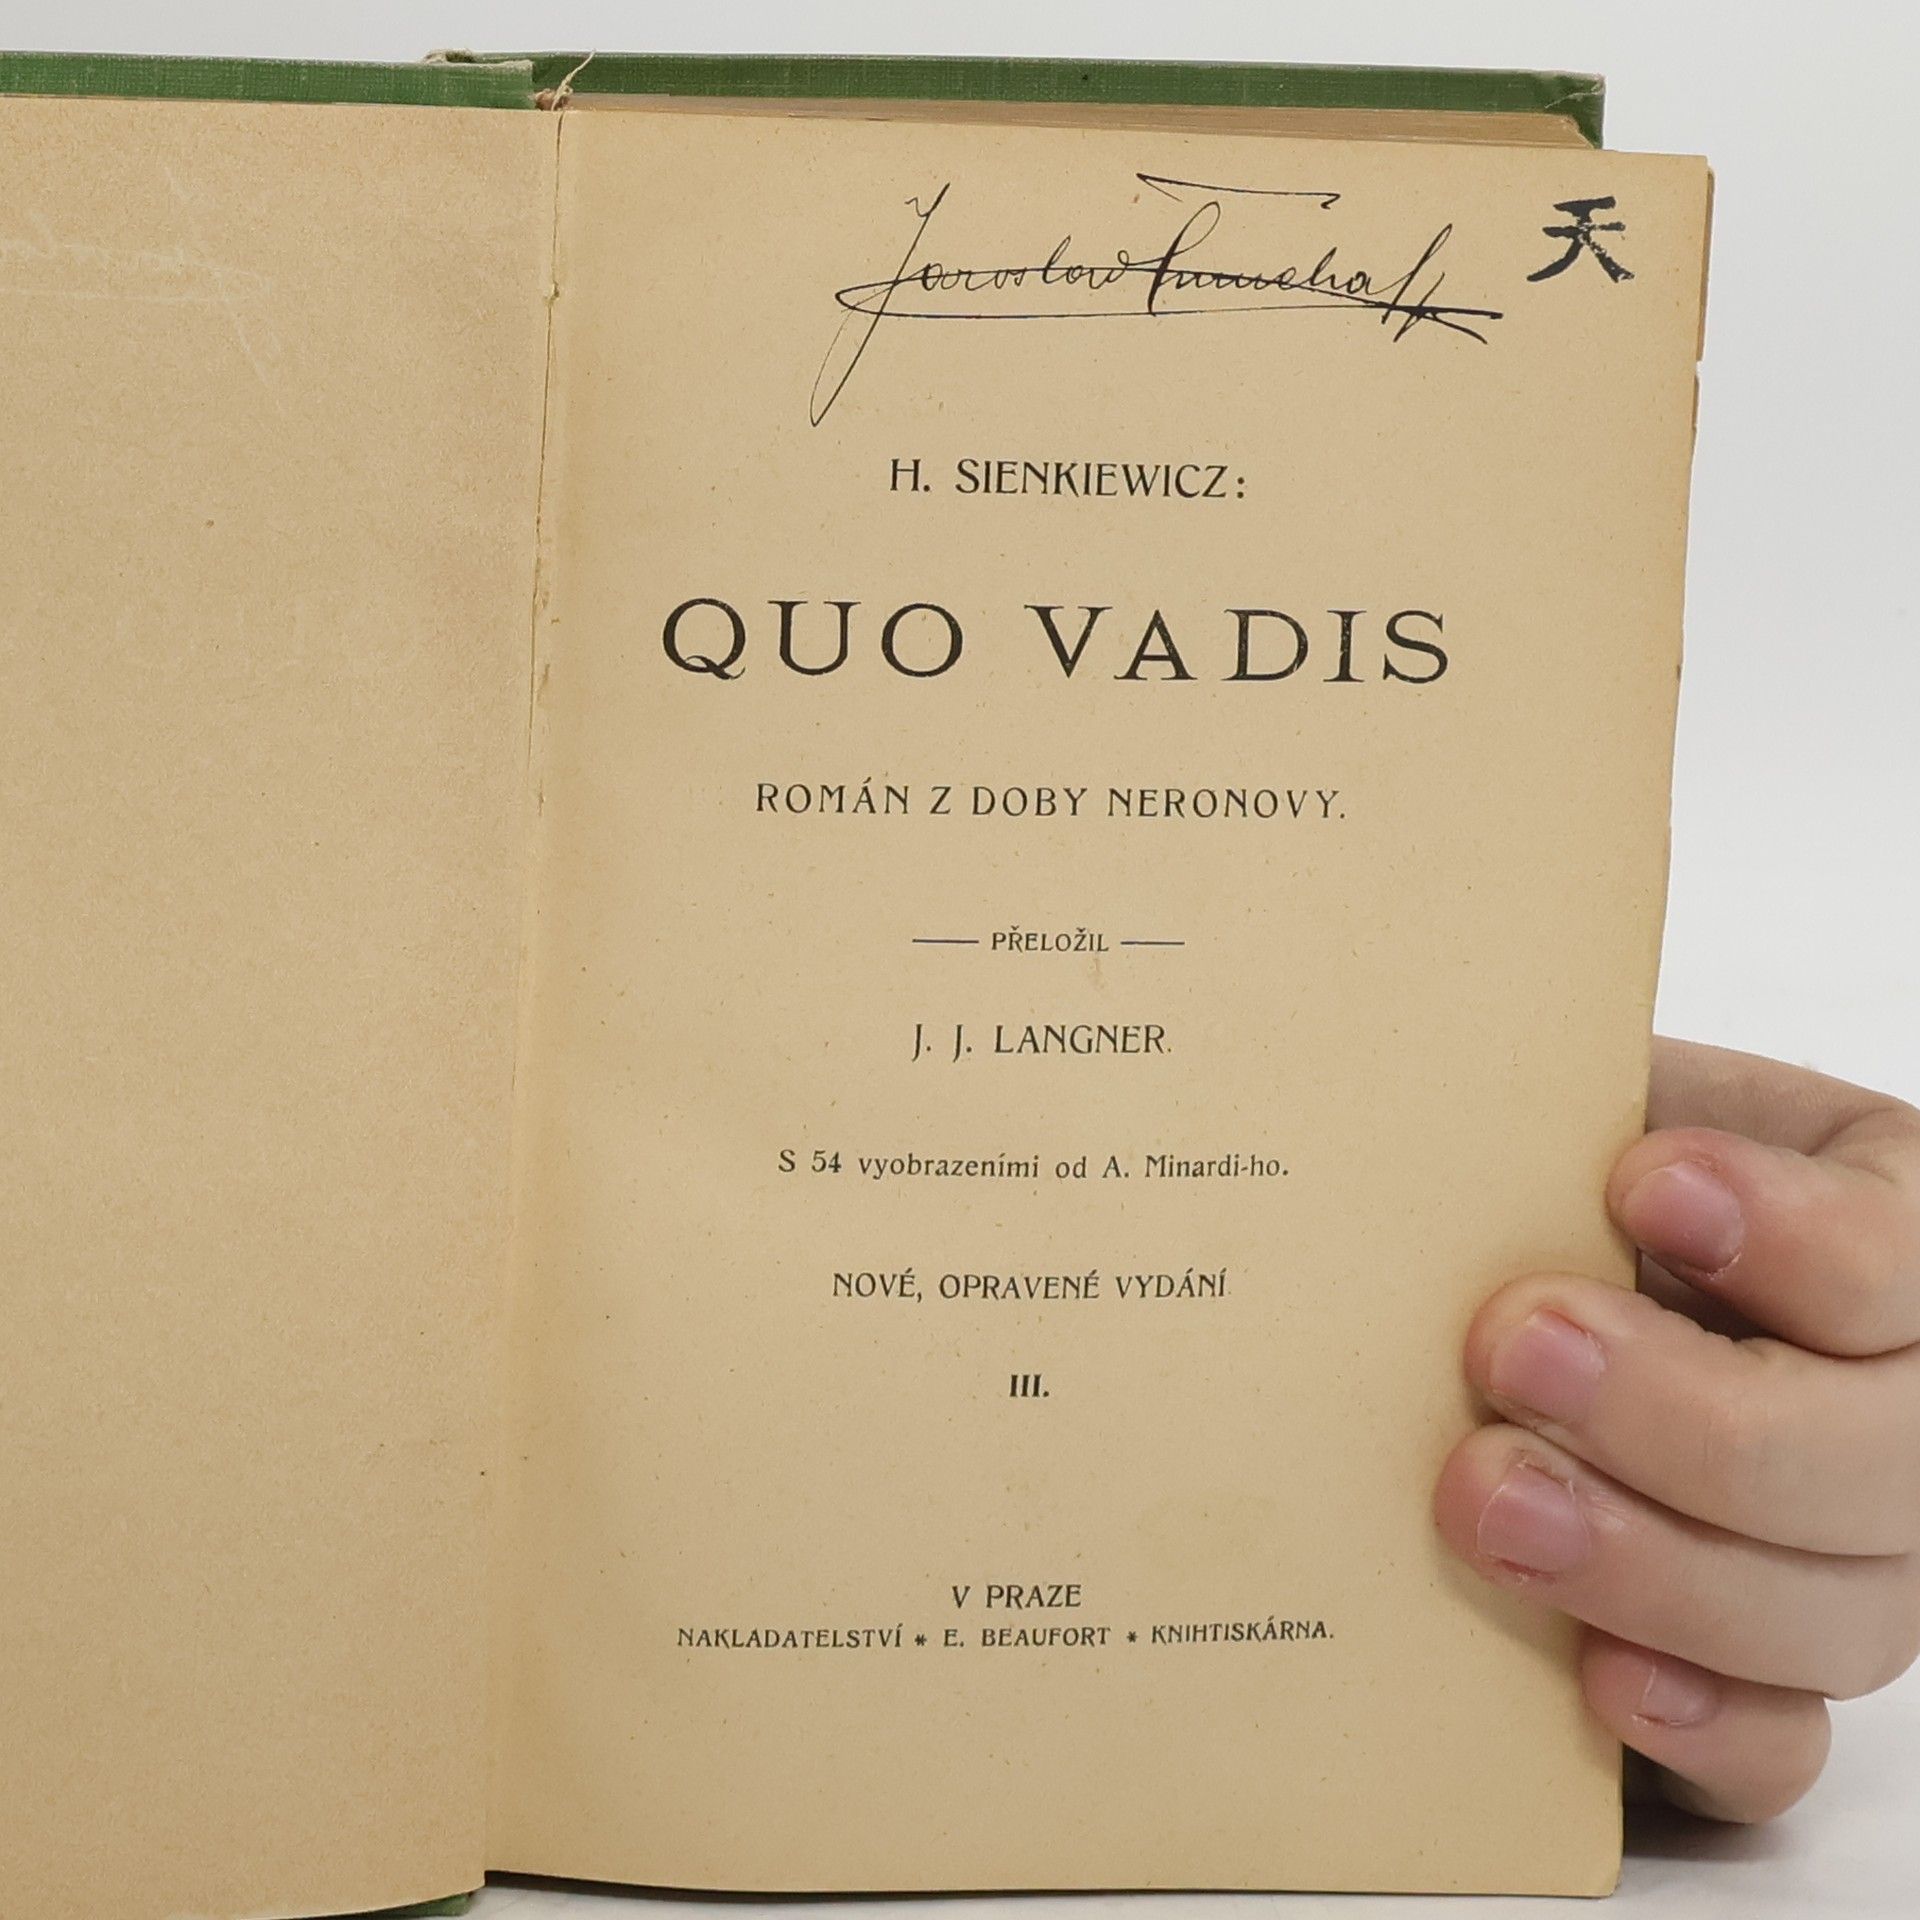 Jaroslav
天
H. SIENKIEWICZ:
QUO VADIS
ROMÁN Z DOBY NERONOVY.
PŘELOŽIL
J. J. LANGNER.
S 54 vyobrazeními od A. Minardi-ho.
NOVÉ, OPRAVENÉ VYDÁNÍ
III.
V PRAZE
NAKLADATELSTVÍ * E. BEAUFORT * KNIHTISKÁRNA.